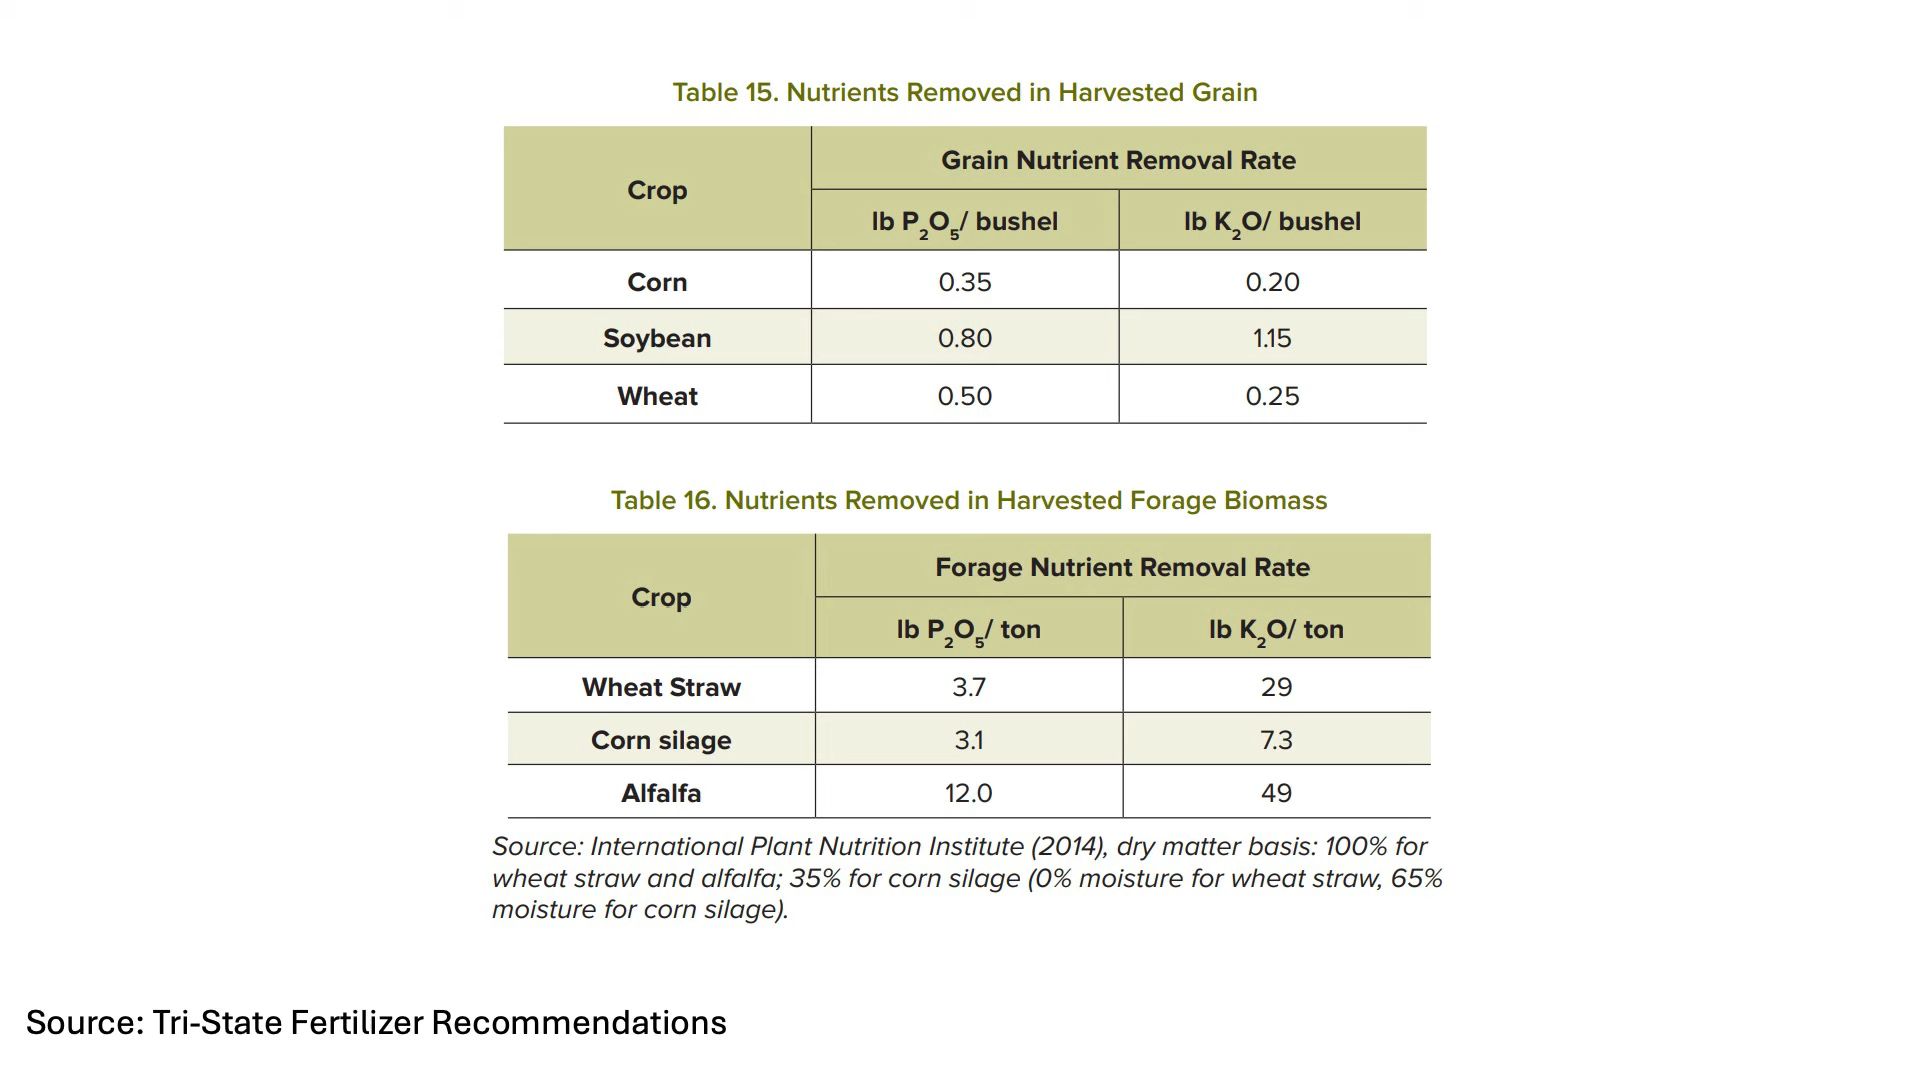 Table 15. Nutrients Removed in Harvested Grain
Crop
Grain Nutrient Removal Rate
lb P₂O₅/ bushel
lb K₂O/ bushel
Corn 0.35 0.20
Soybean 0.80 1.15
Wheat 0.50 0.25
Table 16. Nutrients Removed in Harvested Forage Biomass
Crop
Forage Nutrient Removal Rate
lb P₂O₅/ ton
lb K₂O/ ton
Wheat Straw 3.7 29
Corn silage 3.1 7.3
Alfalfa 12.0 49
Source: International Plant Nutrition Institute (2014), dry matter basis: 100% for
wheat straw and alfalfa; 35% for corn silage (0% moisture for wheat straw, 65%
moisture for corn silage).
Source: Tri-State Fertilizer Recommendations